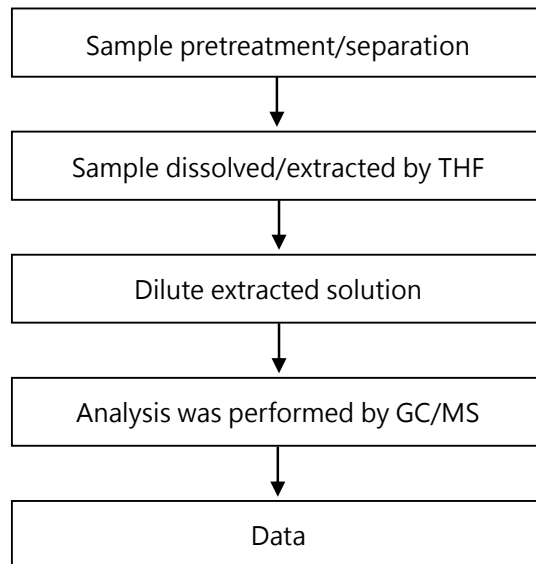 Sample pretreatment/separation
Sample dissolved/extracted by THF
Dilute extracted solution
Analysis was performed by GC/MS
Data